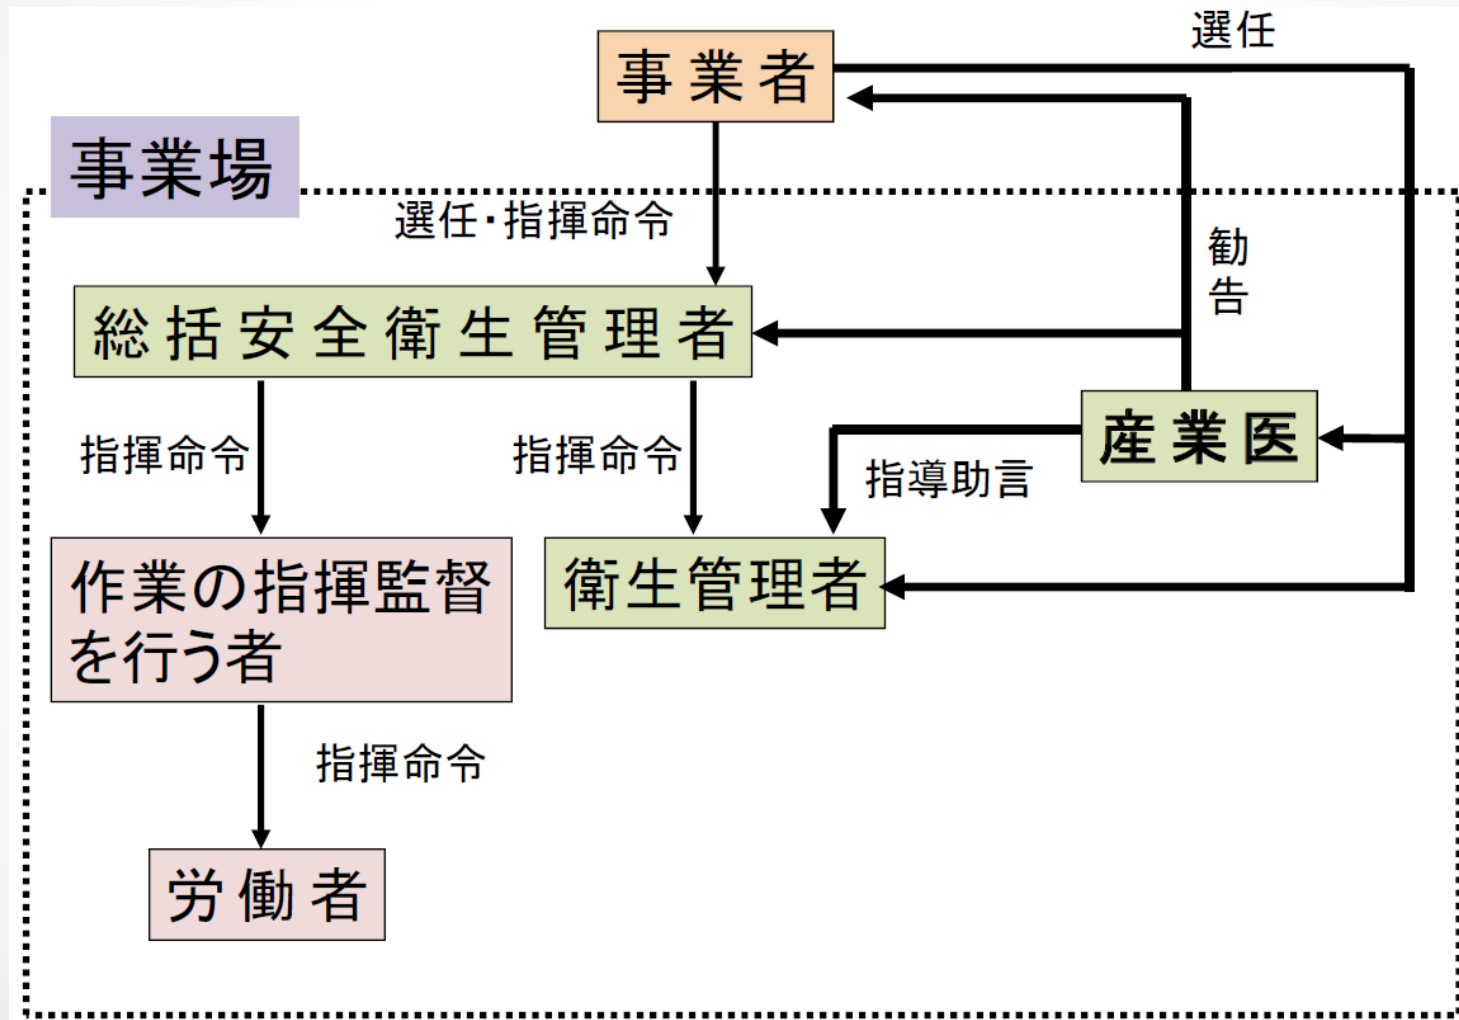 選任
事業者
事業場
選任・指揮命令
勧告
総括安全衛生管理者
指揮命令
指揮命令
産業医
指導助言
作業の指揮監督
を行う者
衛生管理者
指揮命令
労働者